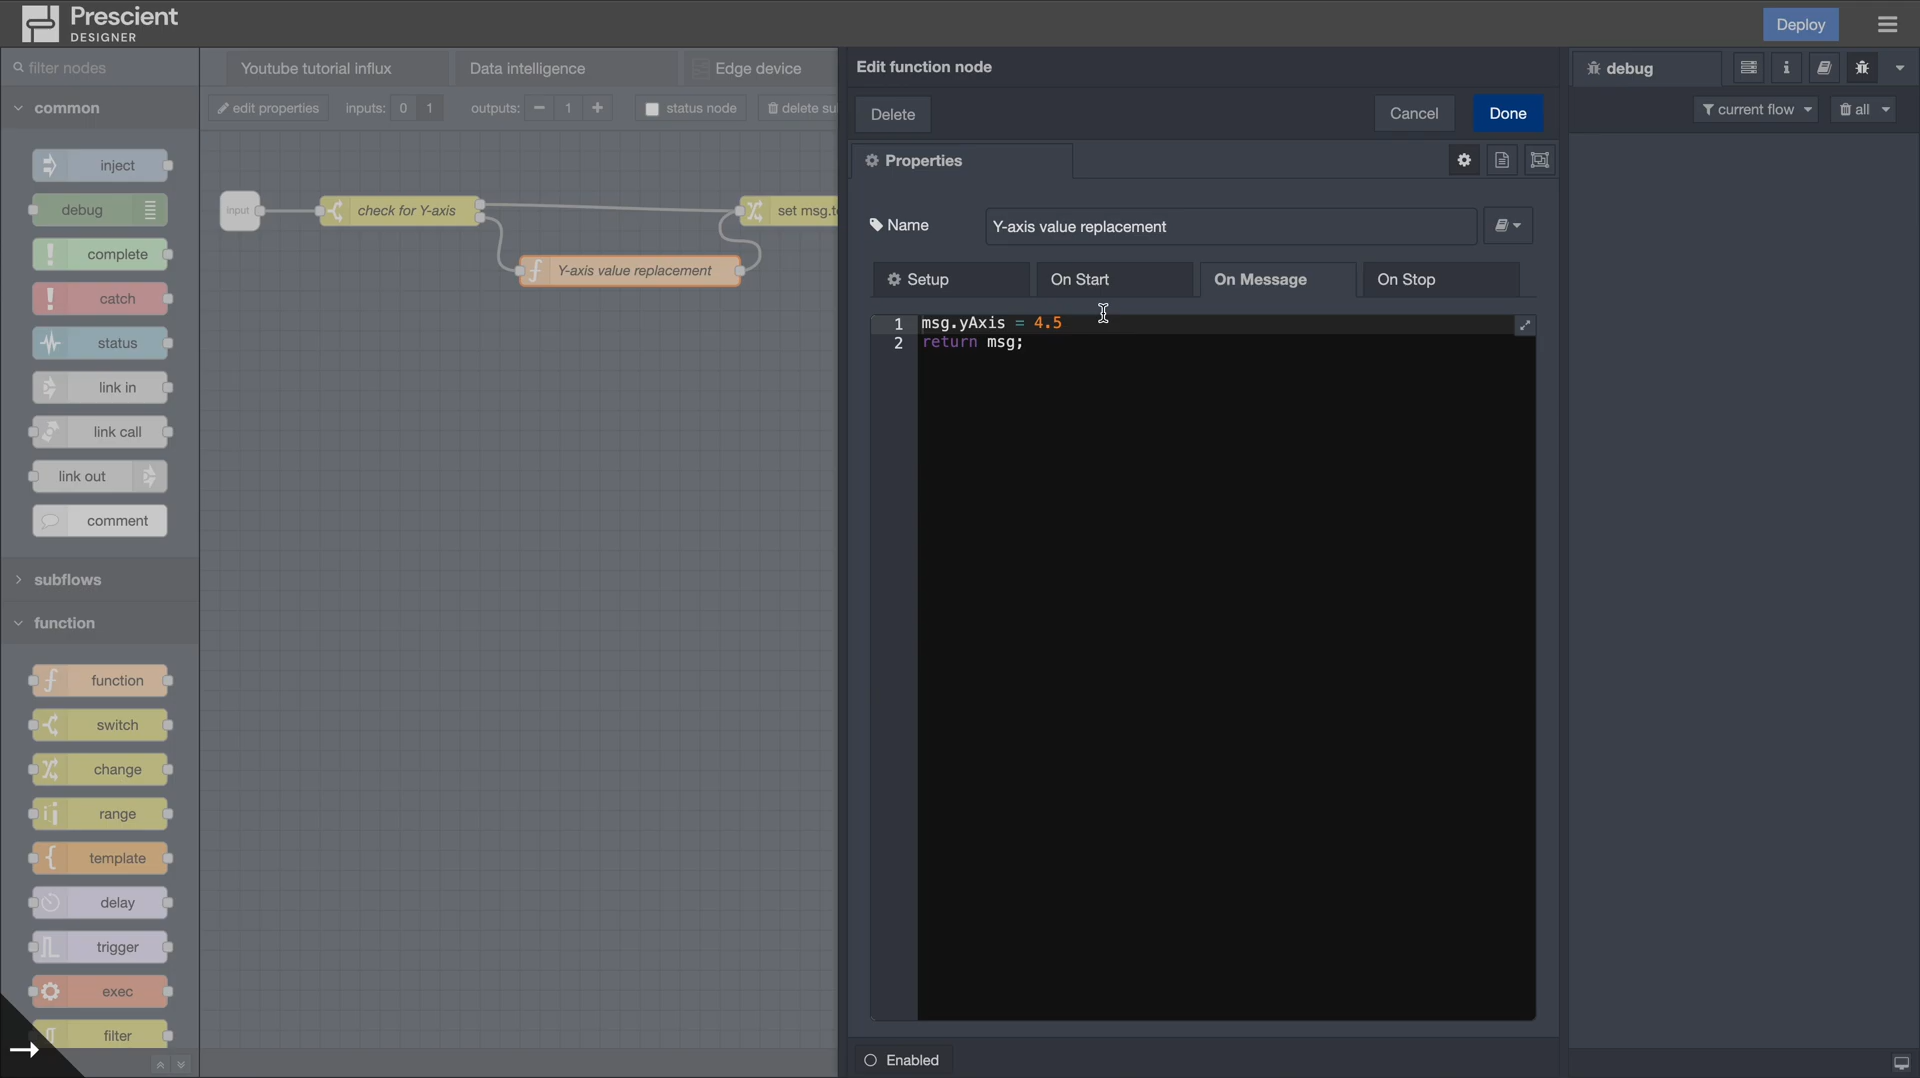 Prescient
DESIGNER
Deploy
filter nodes
Youtube tutorial influx
Data intelligence
Edge device
Edit function node
debug
common
edit properties
inputs: 0 1
outputs: 1
status node
delete su
Delete
Cancel
Done
current flow
all
inject
debug
complete
catch
status
link in
link call
link out
comment
subflows
function
function
switch
change
range
template
delay
trigger
exec
filter
input
check for Y-axis
set msg.t
Y-axis value replacement
Properties
Name
Y-axis value replacement
Setup
On Start
On Message
On Stop
1 msg.yAxis = 4.5
2 return msg;
Enabled